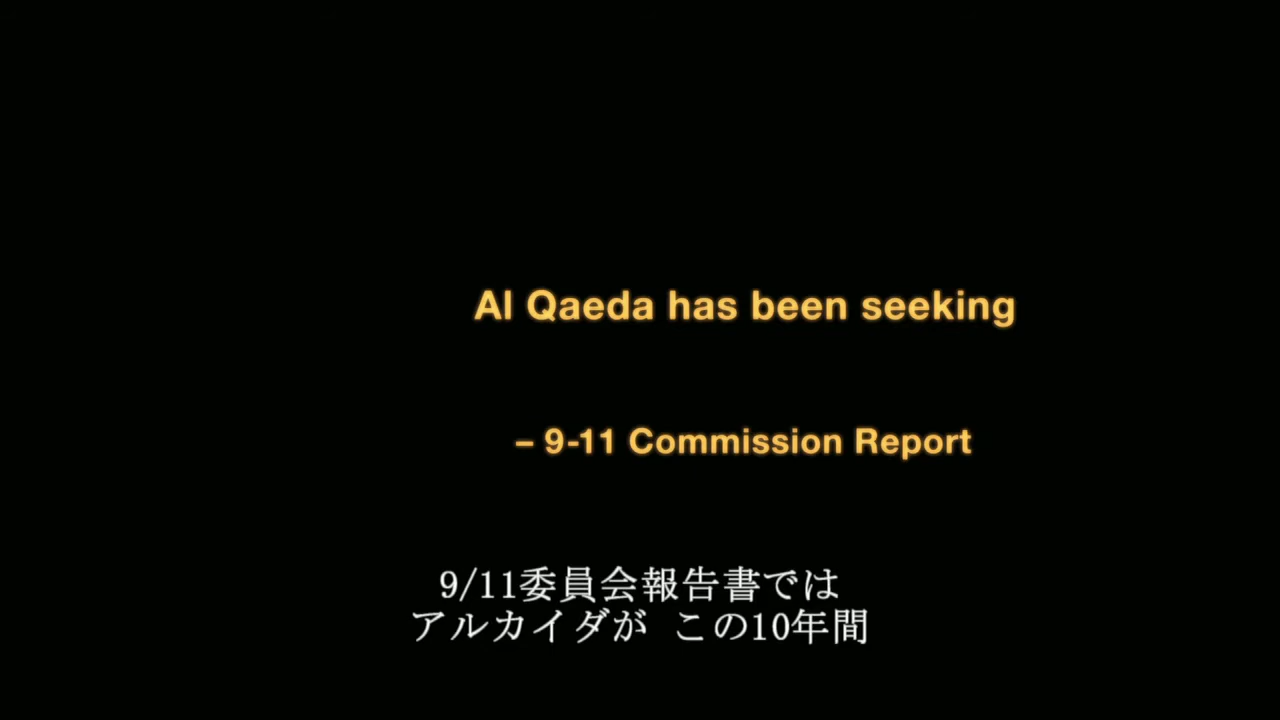 Al Qaeda has been seeking
– 9-11 Commission Report
9/11委員会報告書では
アルカイダが この10年間